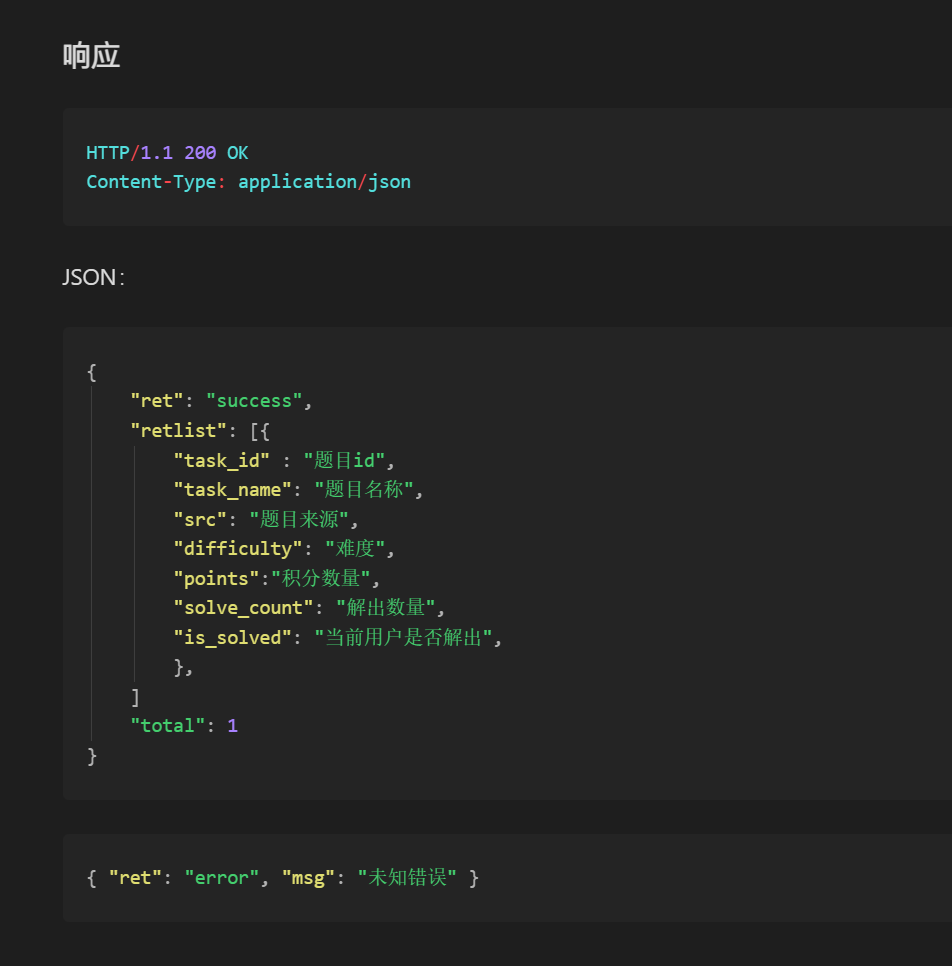 响应
HTTP/1.1 200 OK
Content-Type: application/json
JSON：
{
"ret": "success",
"retlist": [{
"task_id" : "题目id",
"task_name": "题目名称",
"src": "题目来源",
"difficulty": "难度",
"points":"积分数量",
"solve_count": "解出数量",
"is_solved": "当前用户是否解出",
},
]
"total": 1
}
{ "ret": "error", "msg": "未知错误" }